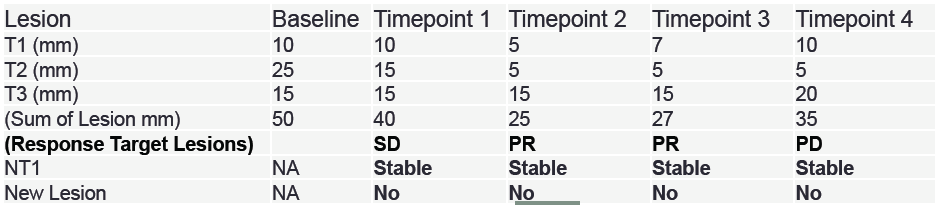 Lesion Baseline Timepoint 1 Timepoint 2 Timepoint 3 Timepoint 4
T1 (mm) 10 10 5 7 10
T2 (mm) 25 15 5 5 5
T3 (mm) 15 15 15 15 20
(Sum of Lesion mm) 50 40 25 27 35
(Response Target Lesions) SD PR PR PD
NT1 NA Stable Stable Stable Stable
New Lesion NA No No No No